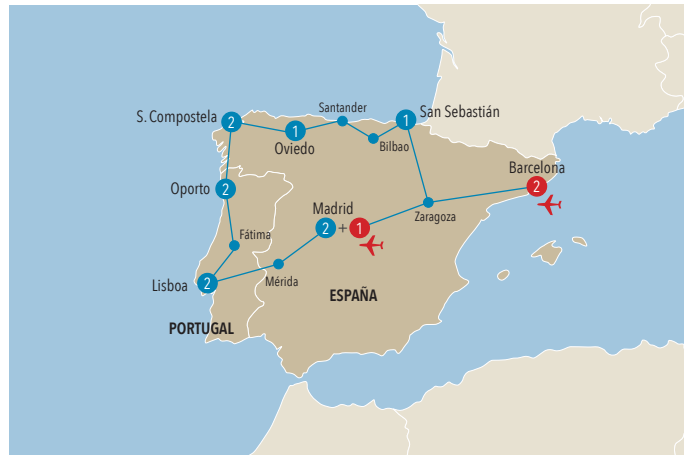 Santander
S. Compostela
2
1
San Sebastián
1
Oviedo
Bilbao
Barcelona
2
Oporto
2
Zaragoza
Madrid
2 + 1
Fátima
Mérida
Lisboa
2
ESPAÑA
PORTUGAL